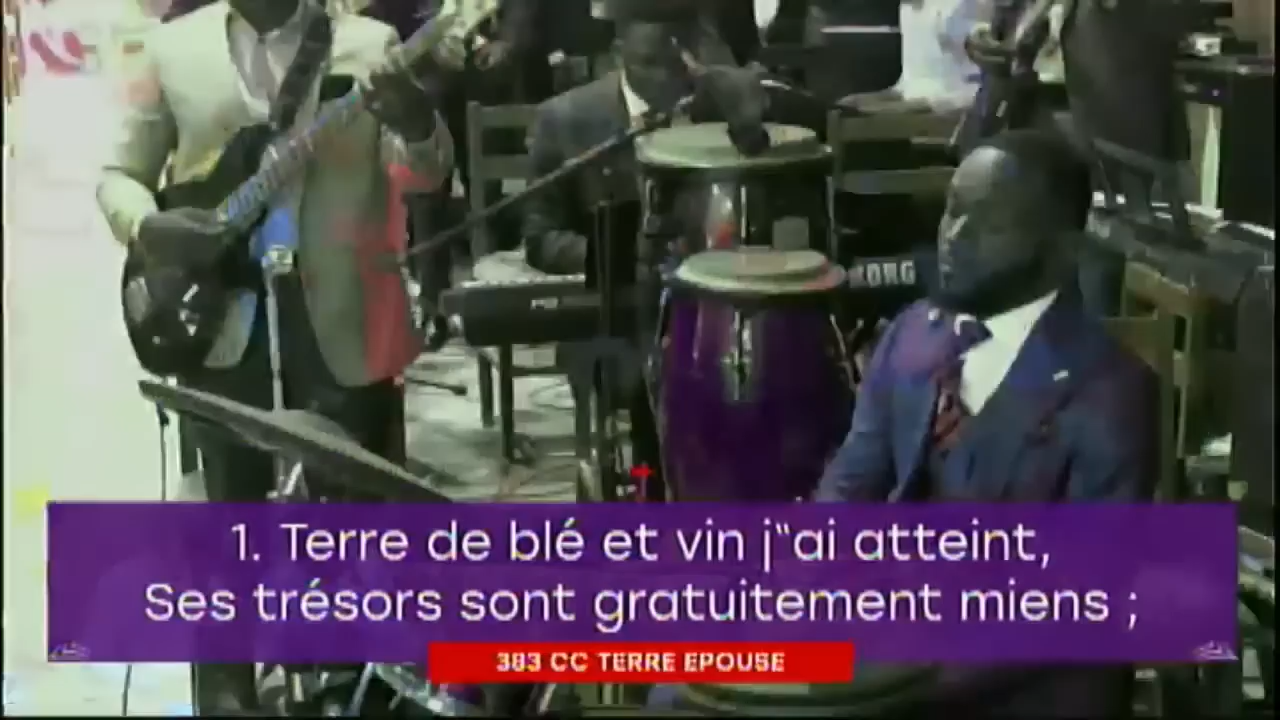 KORG
1. Terre de blé et vin j"ai atteint,
Ses trésors sont gratuitement miens ;
383 CC TERRE EPOUSE